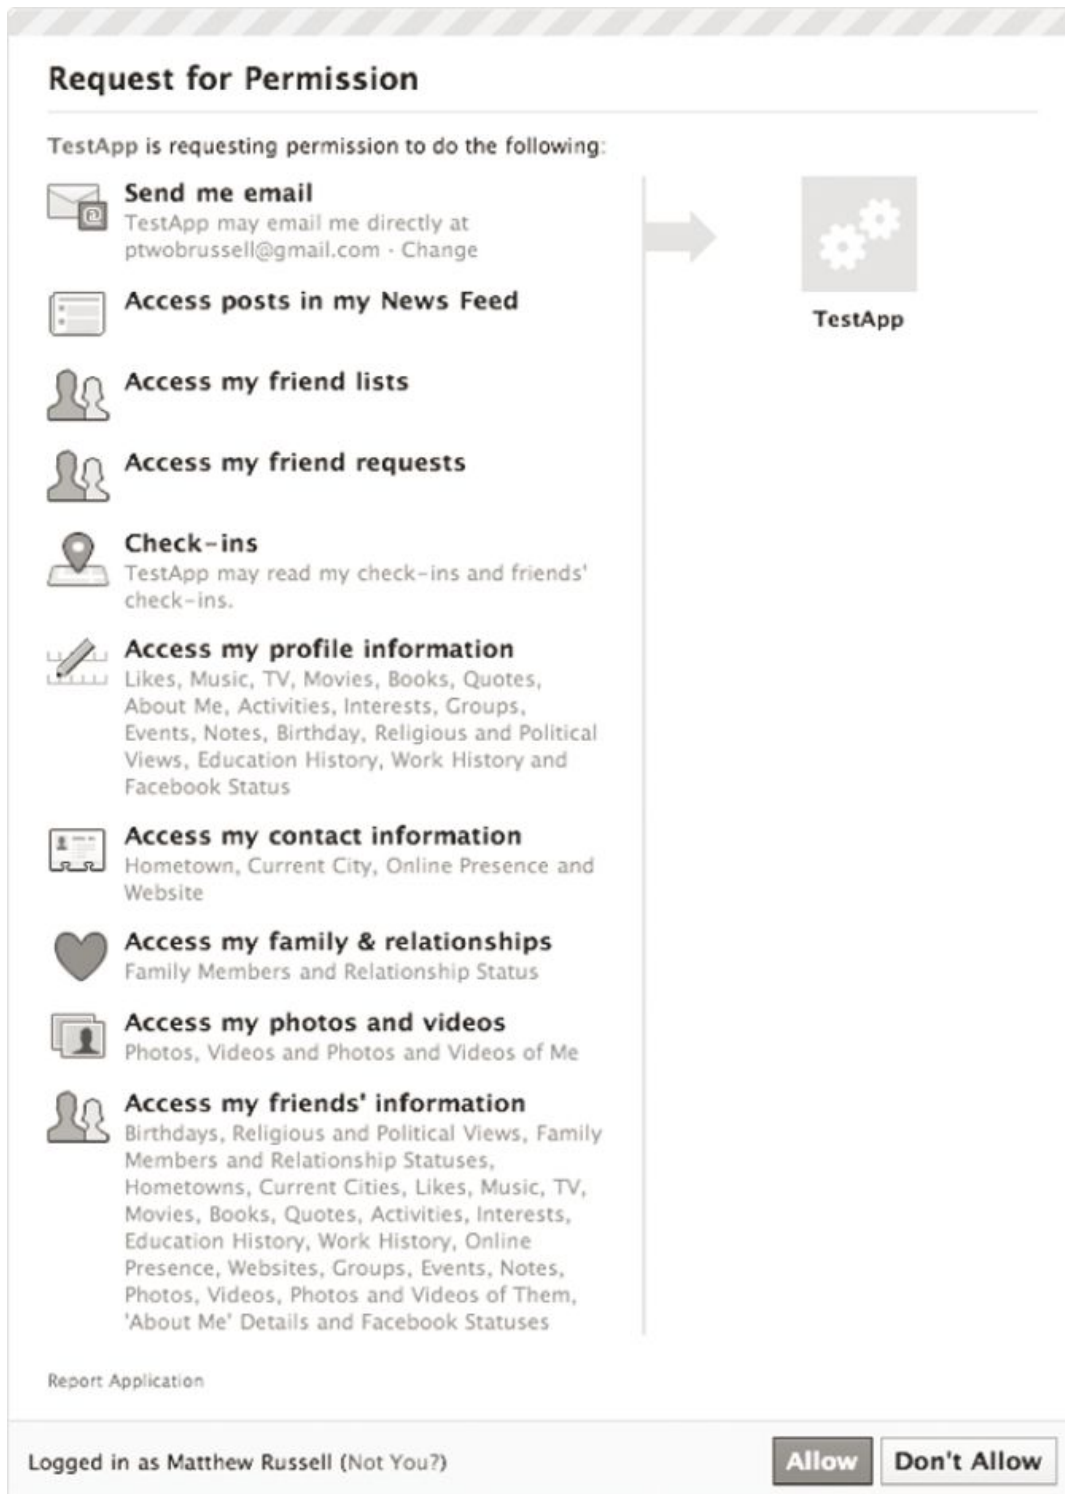 Request for Permission
TestApp is requesting permission to do the following:
Send me email
TestApp may email me directly at
ptwobrussell@gmail.com · Change
Access posts in my News Feed
TestApp
Access my friend lists
Access my friend requests
Check-ins
TestApp may read my check-ins and friends'
check-ins.
Access my profile information
Likes, Music, TV, Movies, Books, Quotes,
About Me, Activities, Interests, Groups,
Events, Notes, Birthday, Religious and Political
Views, Education History, Work History and
Facebook Status
Access my contact information
Hometown, Current City, Online Presence and
Website
Access my family & relationships
Family Members and Relationship Status
Access my photos and videos
Photos, Videos and Photos and Videos of Me
Access my friends' information
Birthdays, Religious and Political Views, Family
Members and Relationship Statuses,
Hometowns, Current Cities, Likes, Music, TV,
Movies, Books, Quotes, Activities, Interests,
Education History, Work History, Online
Presence, Websites, Groups, Events, Notes,
Photos, Videos, Photos and Videos of Them,
'About Me' Details and Facebook Statuses
Report Application
Logged in as Matthew Russell (Not You?)
Allow
Don't Allow